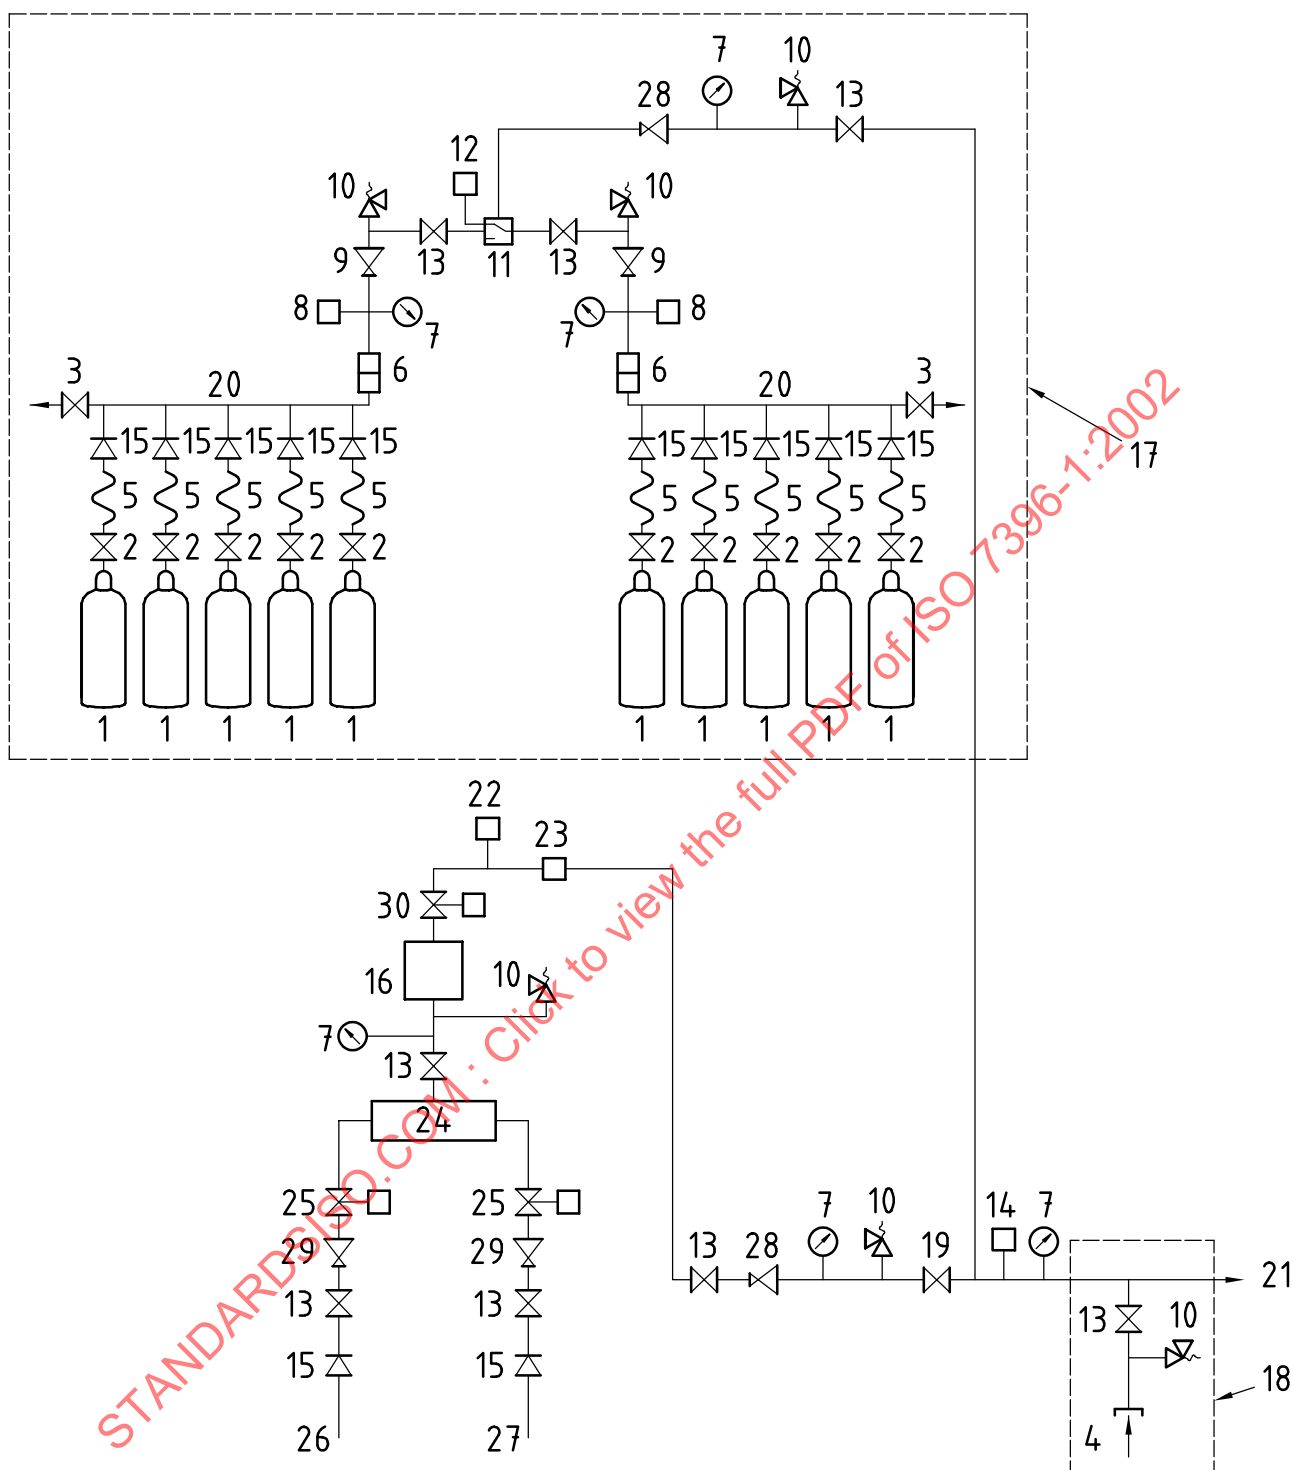 7 10
28 13
12
10 10
9 13 11 13 9
8 7 7 8
3 6 6 3
20 20
15 15 15 15 15 15 15 15 15 15
17
5 5 5 5 5 5 5 5 5 5
2 2 2 2 2 2 2 2 2 2
1 1 1 1 1 1 1 1 1 1
22
23
30
16 10
7
13
24
25 25 7 10 14 7
29 29 13 28 19
21
13 13 13 10
15 15 18
26 27 4
STANDARDSISO.COM : Click to view the full PDF of ISO 7396-1:2002